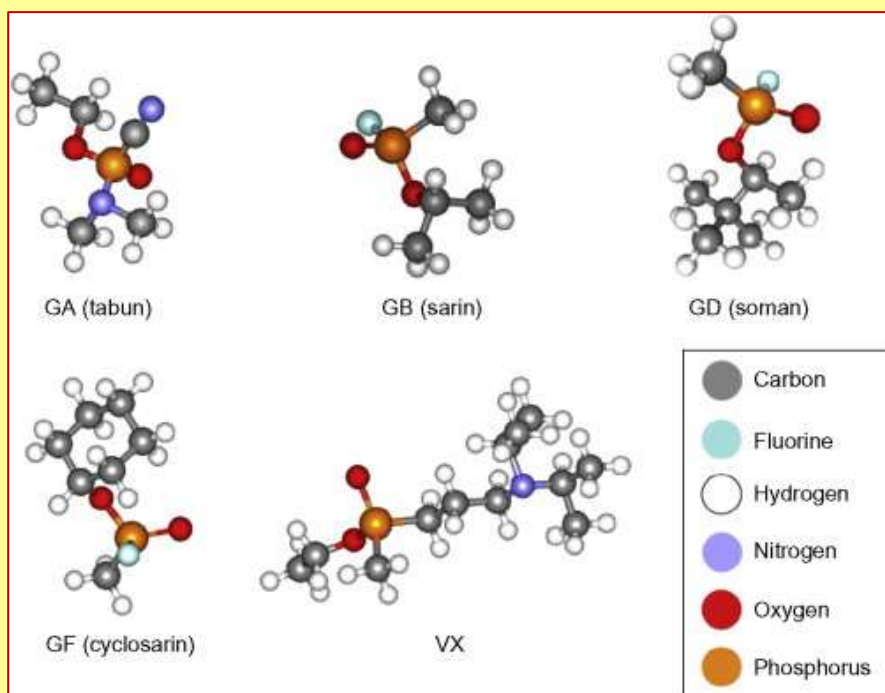 GA (tabun)
GB (sarin)
GD (soman)
GF (cyclosarin)
VX
Carbon
Fluorine
Hydrogen
Nitrogen
Oxygen
Phosphorus